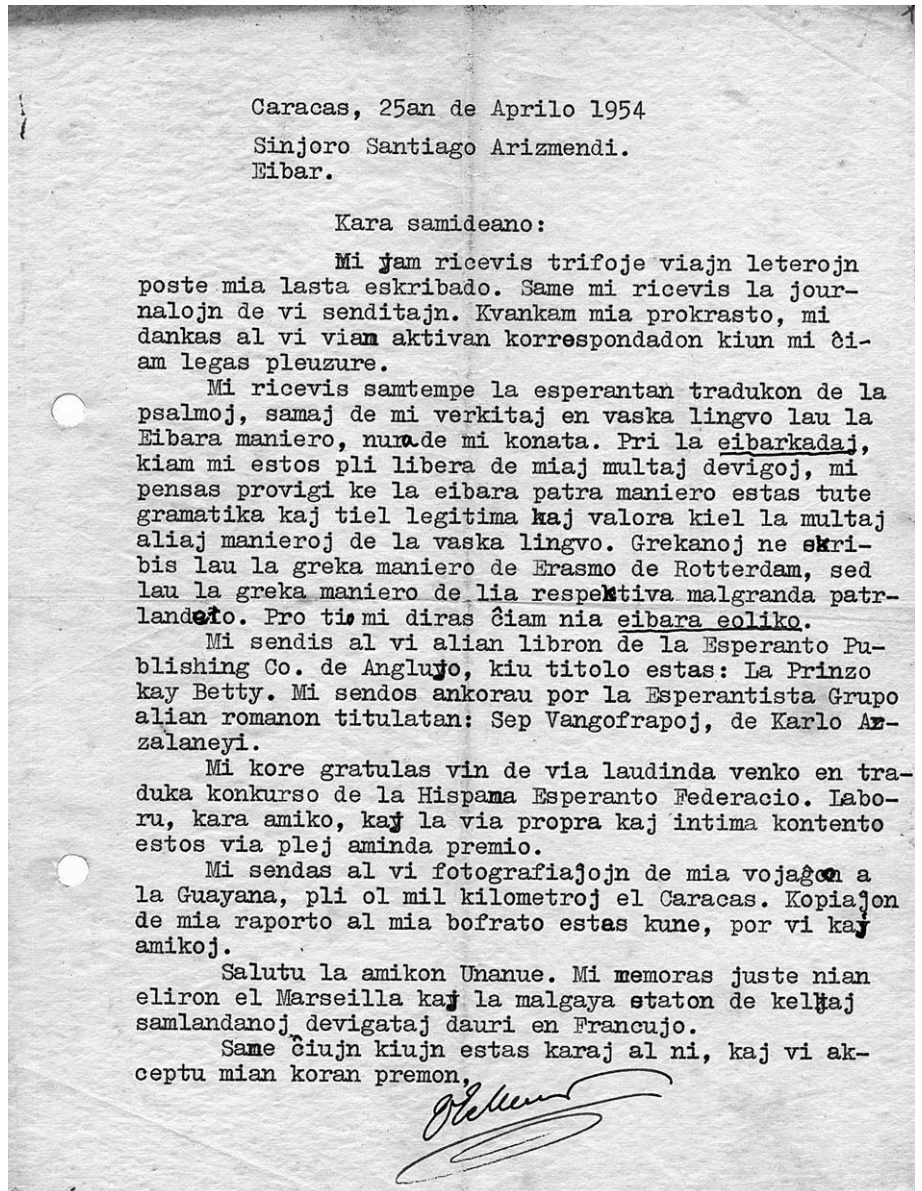 Caracas, 25an de Aprilo 1954
Sinjoro Santiago Arizmendi.
Eibar.
Kara samideano:
Mi jam ricevis trifoje viajn leterojn
poste mia lasta eskribado. Same mi ricevis la jour-
nalojn de vi senditajn. Kvankam mia prokrasto, mi
dankas al vi vian aktivan korrespondadon kiun mi ĉi-
am legas pleuzure.
Mi ricevis samtempe la esperantan tradukon de la
psalmoj, samaj de mi verkitaj en vaska lingvo lau la
Eibara maniero, nura de mi konata. Pri la eibarkadaj,
kiam mi estos pli libera de miaj multaj devigoj, mi
pensas provigi ke la eibara patra maniero estas tute
gramatika kaj tiel legitima kaj valora kiel la multaj
aliaj manieroj de la vaska lingvo. Grekanoj ne skri-
bis lau la greka maniero de Erasmo de Rotterdam, sed
lau la greka maniero de lia respektiva malgranda patr-
landeto. Pro tio mi diras ĉiam nia eibara eoliko.
Mi sendis al vi alian libron de la Esperanto Pu-
blishing Co. de Anglujo, kiu titolo estas: La Prinzo
kay Betty. Mi sendos ankorau por la Esperantista Grupo
alian romanon titulatan: Sep Vangofrapoj, de Karlo
zalaneyi.
Mi kore gratulas vin de via laudinda venko en tra-
duka konkurso de la Hispana Esperanto Federacio. Labo-
ru, kara amiko, kaj la via propra kaj intima kontento
estos via plej aminda premio.
Mi sendas al vi fotografiaĵojn de mia vojaĝon a
la Guayana, pli ol mil kilometroj el Caracas. Kopiaĵon
de mia raporto al mia bofrato estas kune, por vi kaj
amikoj.
Salutu la amikon Unanue. Mi memoras juste nian
eliron el Marseilla kaj la malgaya staton de kelkaj
samlandanoj devigataj dauri en Francujo.
Same ĉiujn kiujn estas karaj al ni, kaj vi ak-
ceptu mian koran premon,